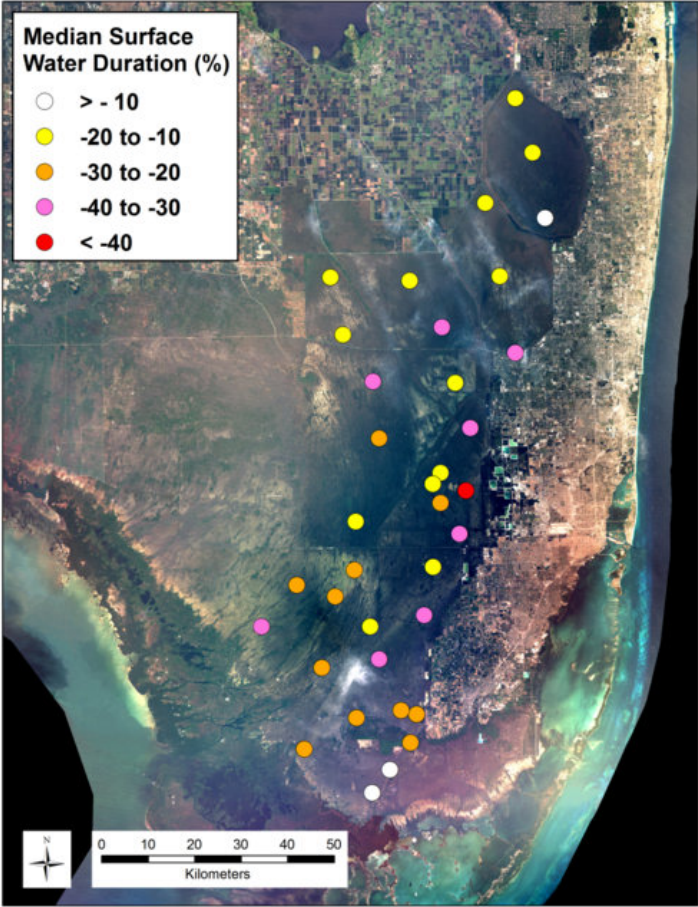 Median Surface
Water Duration (%)
> - 10
-20 to -10
-30 to -20
-40 to -30
< -40
N
0 10 20 30 40 50
Kilometers